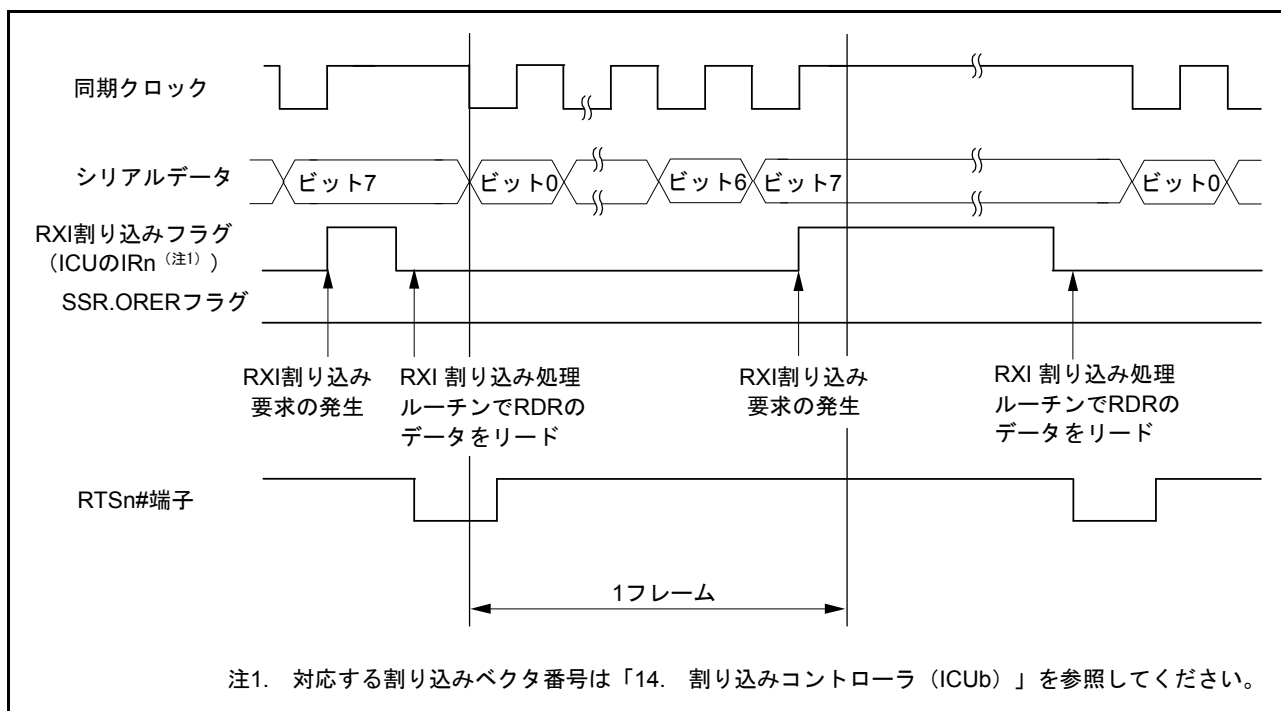 同期クロック
シリアルデータ
ビット7
ビット0
ビット6
ビット7
ビット0
RXI割り込みフラグ
(ICUのIRn (注1) )
SSR.ORERフラグ
RXI割り込み
要求の発生
RXI 割り込み処理
ルーチンでRDRの
データをリード
RXI割り込み
要求の発生
RXI 割り込み処理
ルーチンでRDRの
データをリード
RTSn#端子
1フレーム
注1. 対応する割り込みベクタ番号は「14. 割り込みコントローラ（ICUb）」を参照してください。